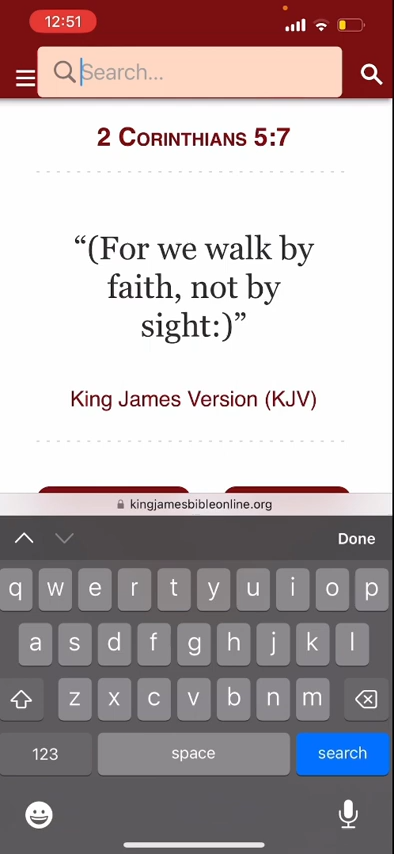 12:51
Search...
2 Corinthians 5:7
“(For we walk by
faith, not by
sight:)”
King James Version (KJV)
kingjamesbibleonline.org
Done
q w e r t y u i o p
a s d f g h j k l
z x c v b n m
123 space search